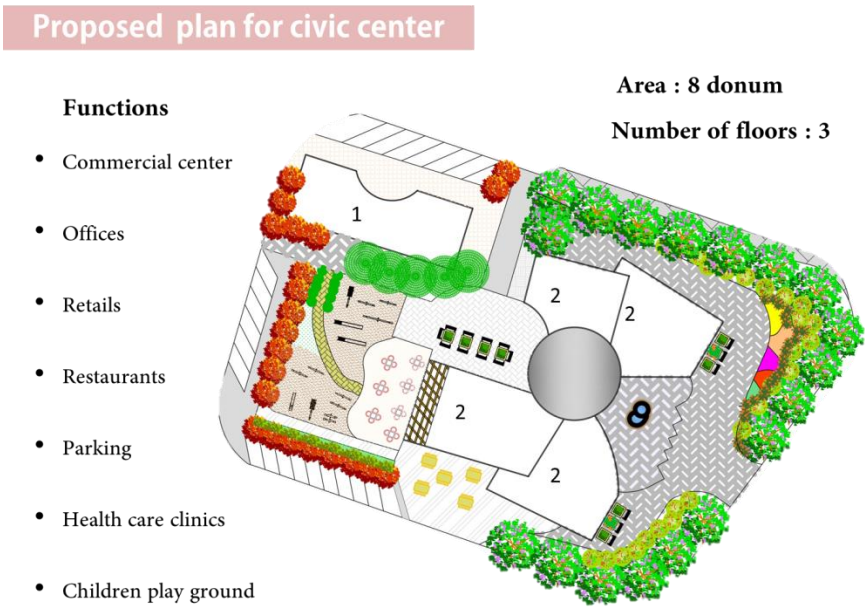 Proposed plan for civic center
Area : 8 donum
Number of floors : 3
Functions
• Commercial center
• Offices
• Retails
• Restaurants
• Parking
• Health care clinics
• Children play ground
1
2
2
2
2